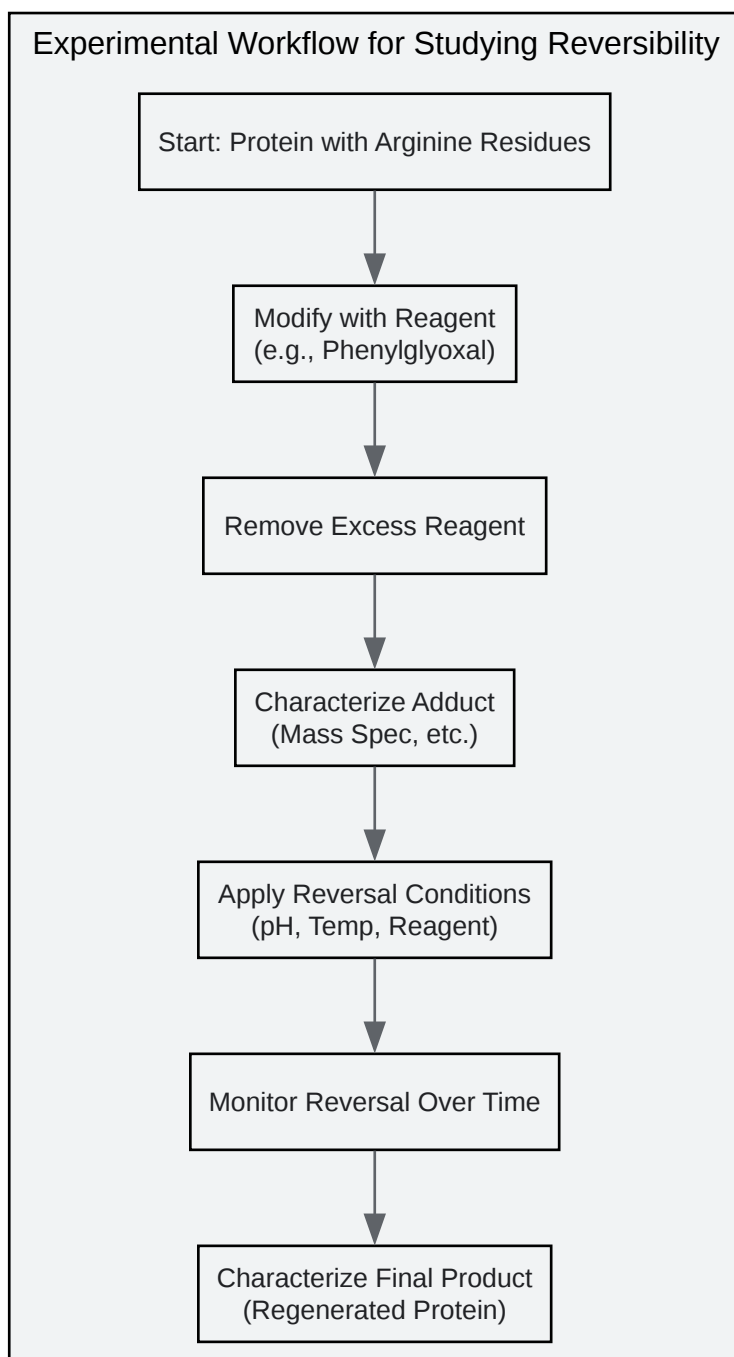 Experimental Workflow for Studying Reversibility
Start: Protein with Arginine Residues
Modify with Reagent
(e.g., Phenylglyoxal)
Remove Excess Reagent
Characterize Adduct
(Mass Spec, etc.)
Apply Reversal Conditions
(pH, Temp, Reagent)
Monitor Reversal Over Time
Characterize Final Product
(Regenerated Protein)